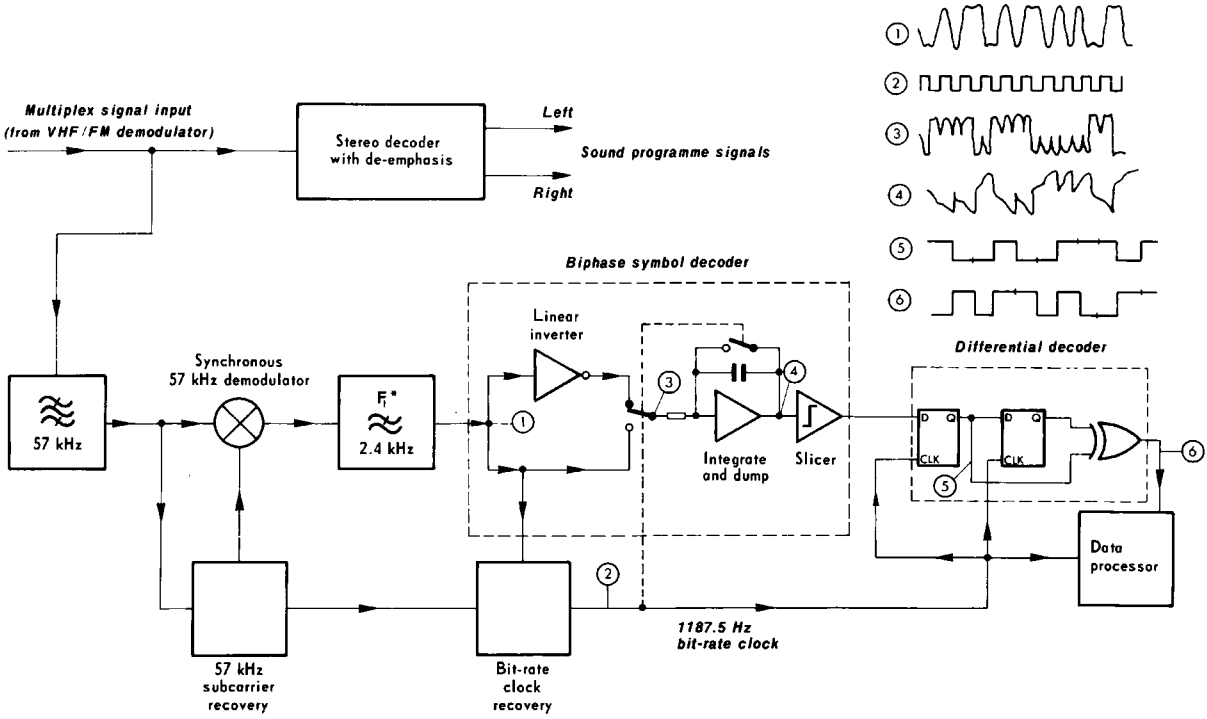 Multiplex signal input
(from VHF/FM demodulator)
Stereo decoder
with de-emphasis
Left
Right
Sound programme signals
1
2
3
4
5
6
Biphase symbol decoder
Linear
inverter
Synchronous
57 kHz demodulator
57 kHz
F₁*
2.4 kHz
1
3
4
Integrate
and dump
Slicer
Differential decoder
D Q
CLK
D Q
CLK
5
6
Data
processor
2
1187.5 Hz
bit-rate clock
57 kHz
subcarrier
recovery
Bit-rate
clock
recovery